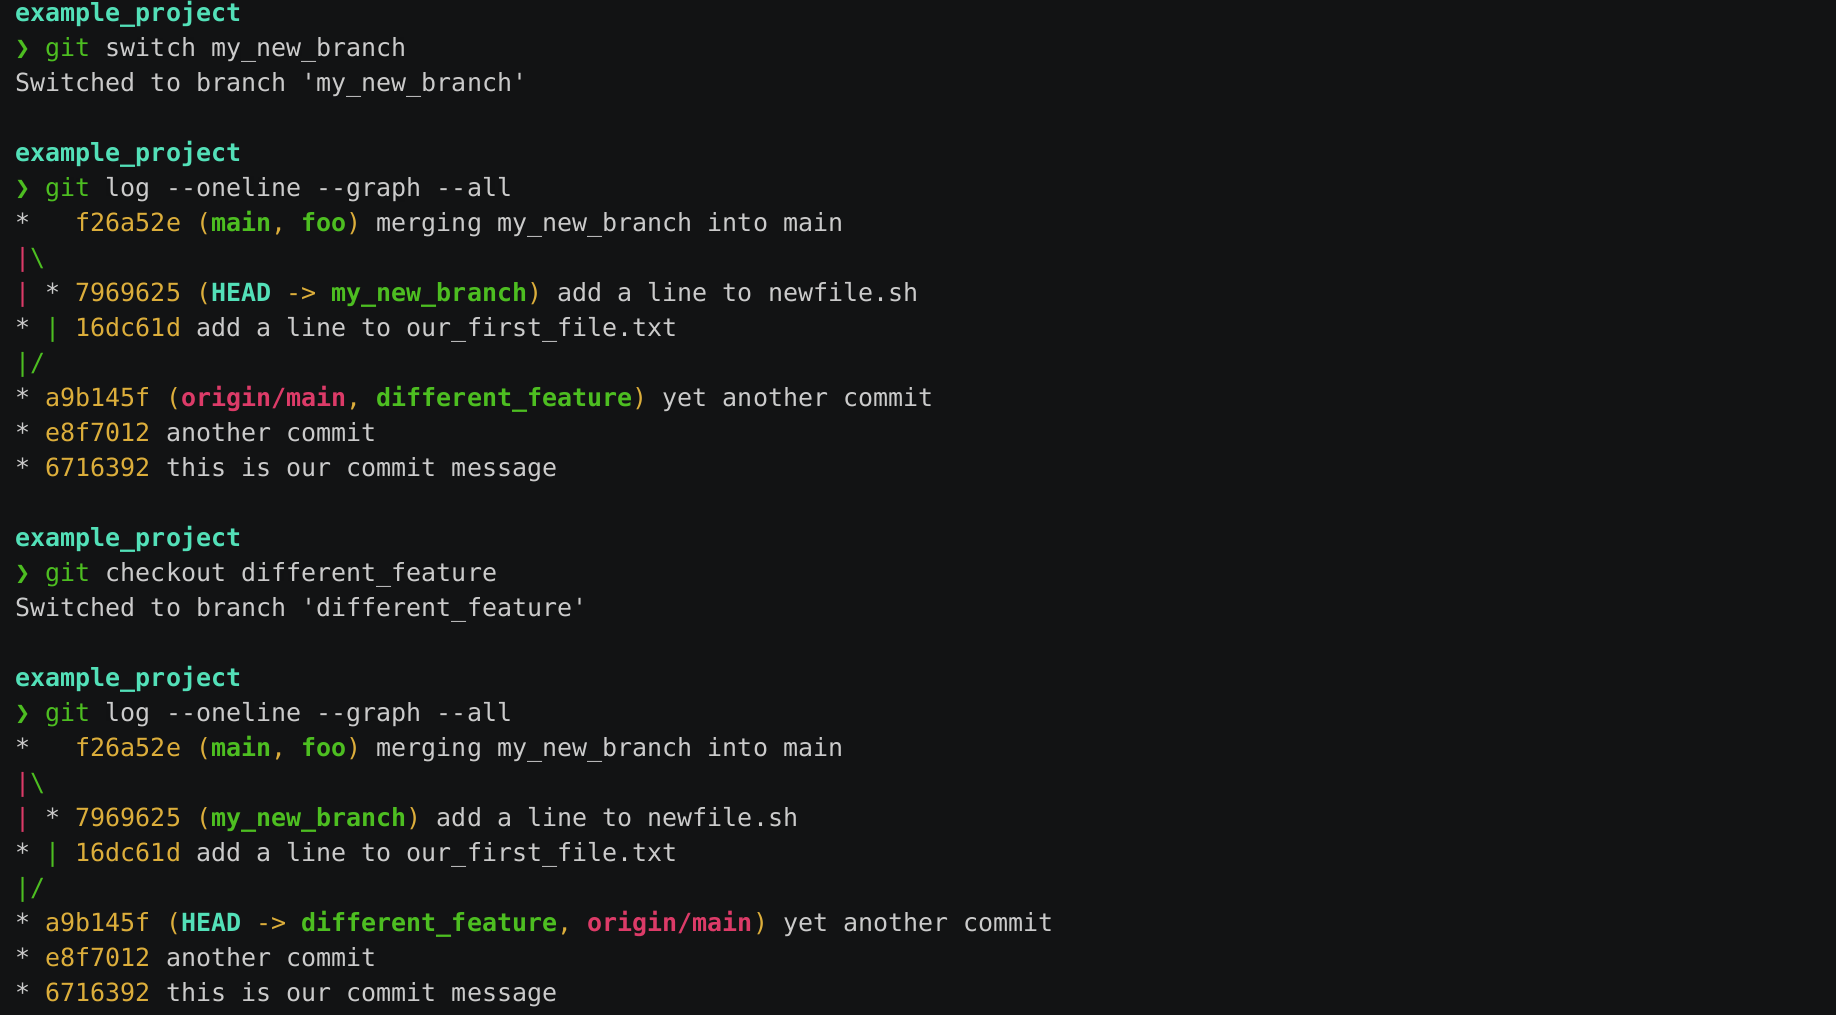 example_project
❯ git switch my_new_branch
Switched to branch 'my_new_branch'

example_project
❯ git log --oneline --graph --all
*   f26a52e (main, foo) merging my_new_branch into main
|\
| * 7969625 (HEAD -> my_new_branch) add a line to newfile.sh
* | 16dc61d add a line to our_first_file.txt
|/
* a9b145f (origin/main, different_feature) yet another commit
* e8f7012 another commit
* 6716392 this is our commit message

example_project
❯ git checkout different_feature
Switched to branch 'different_feature'

example_project
❯ git log --oneline --graph --all
*   f26a52e (main, foo) merging my_new_branch into main
|\
| * 7969625 (my_new_branch) add a line to newfile.sh
* | 16dc61d add a line to our_first_file.txt
|/
* a9b145f (HEAD -> different_feature, origin/main) yet another commit
* e8f7012 another commit
* 6716392 this is our commit message